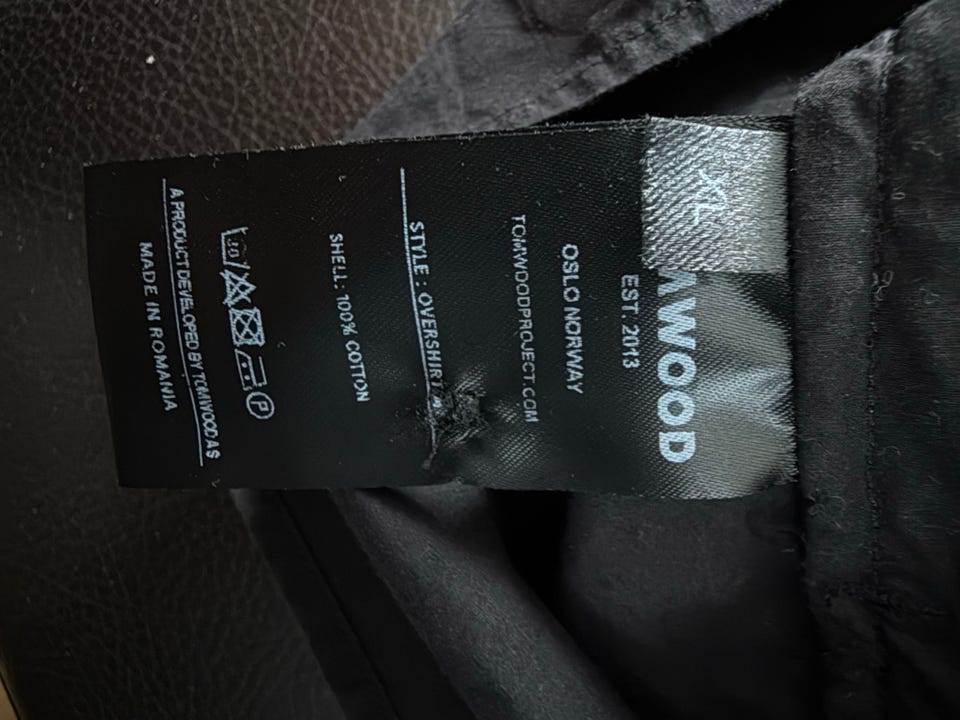 XL
MWOOD
EST. 2013
OSLO NORWAY
TOMWOODPROJECT.COM
STYLE : OVERSHIRT
SHELL: 100% COTTON
A PRODUCT DEVELOPED BY TOMWOOD AS
MADE IN ROMANIA